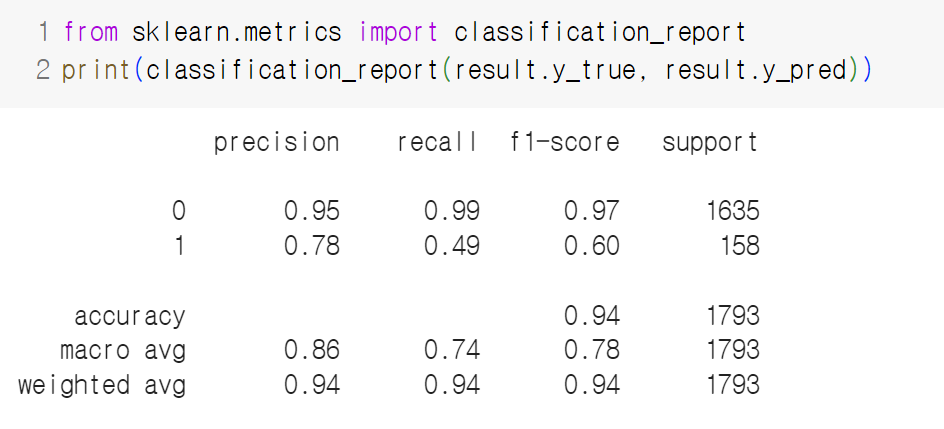 1 from sklearn.metrics import classification_report
2 print(classification_report(result.y_true, result.y_pred))
precision recall f1-score support
0 0.95 0.99 0.97 1635
1 0.78 0.49 0.60 158
accuracy 0.94 1793
macro avg 0.86 0.74 0.78 1793
weighted avg 0.94 0.94 0.94 1793